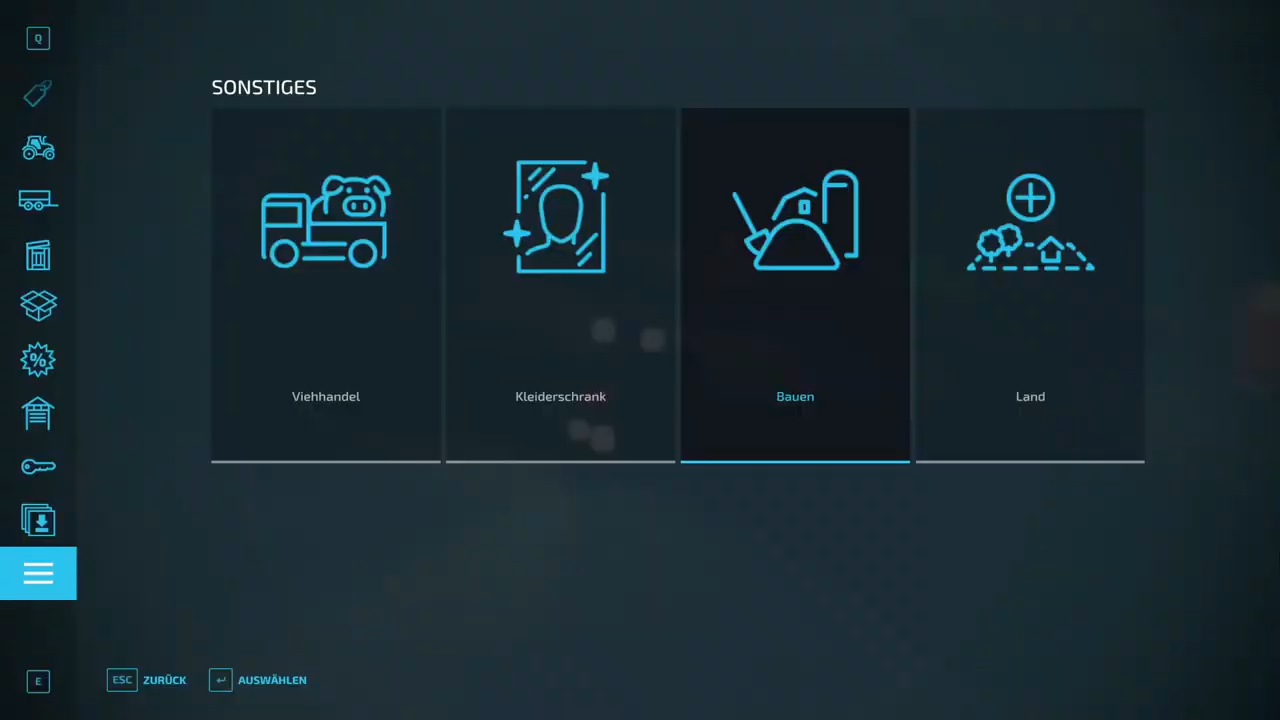 Q
SONSTIGES
%
Viehhandel
Kleiderschrank
Bauen
Land
E
ESC ZURÜCK ↵ AUSWÄHLEN